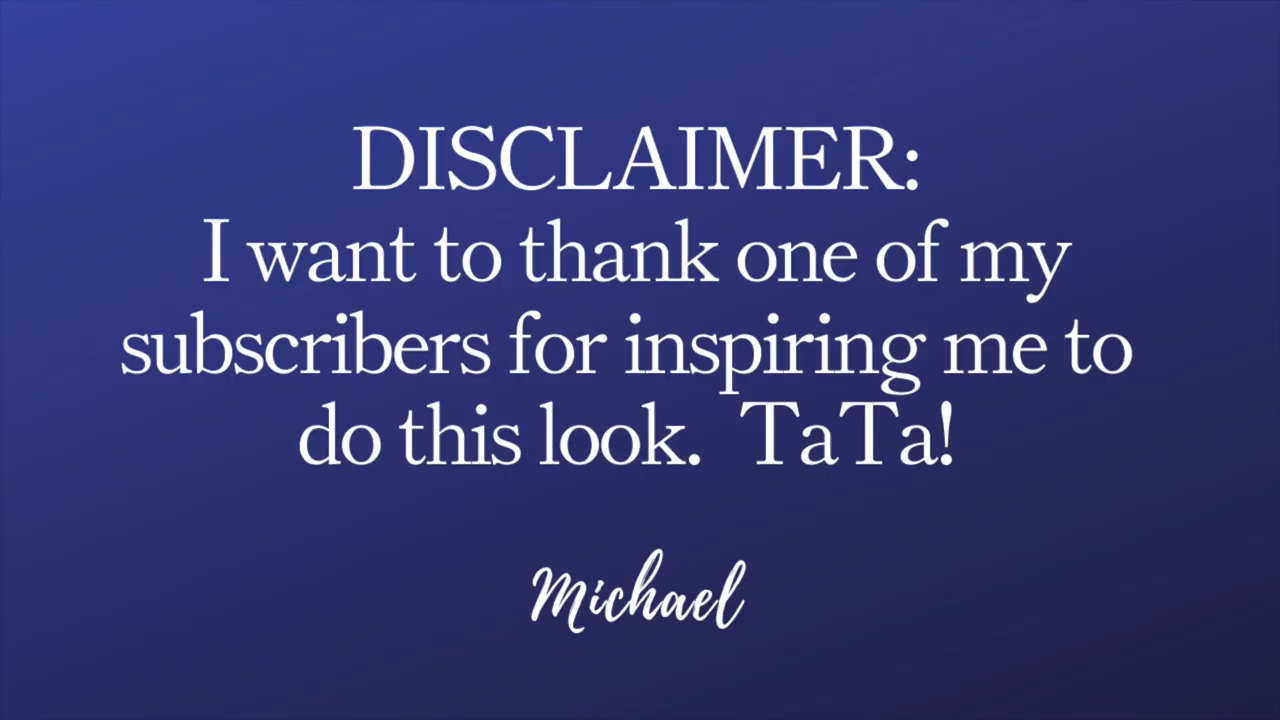 DISCLAIMER:
I want to thank one of my
subscribers for inspiring me to
do this look.  TaTa!
Michael